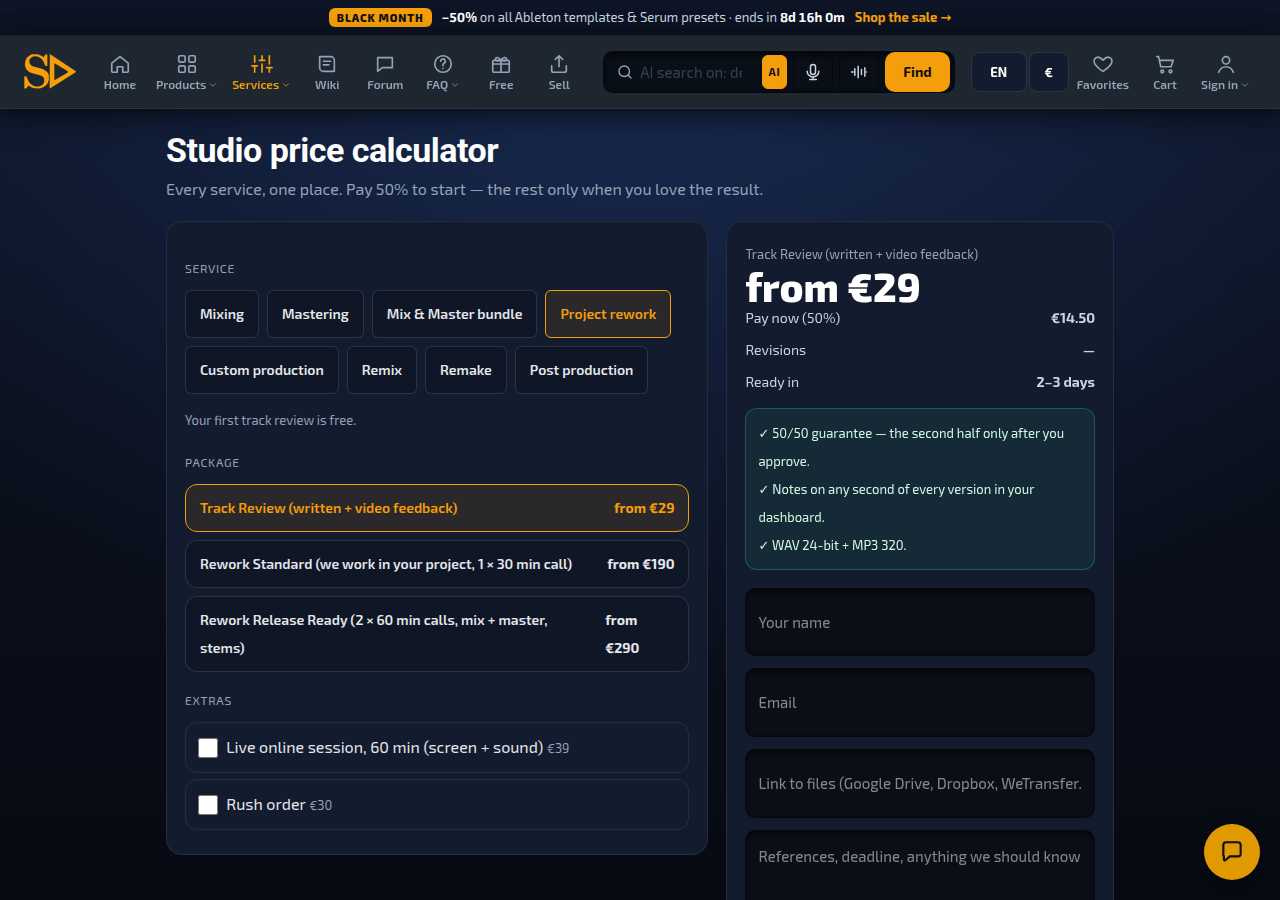 BLACK MONTH −50% on all Ableton templates & Serum presets · ends in 8d 16h 0m Shop the sale →
Home Products Services Wiki Forum FAQ Free Sell
AI search on: dr AI Find EN € Favorites Cart Sign in
Studio price calculator
Every service, one place. Pay 50% to start — the rest only when you love the result.
SERVICE
Mixing Mastering Mix & Master bundle Project rework
Custom production Remix Remake Post production
Your first track review is free.
PACKAGE
Track Review (written + video feedback) from €29
Rework Standard (we work in your project, 1 × 30 min call) from €190
Rework Release Ready (2 × 60 min calls, mix + master, from
stems) €290
EXTRAS
Live online session, 60 min (screen + sound) €39
Rush order €30
Track Review (written + video feedback)
from €29
Pay now (50%) €14.50
Revisions —
Ready in 2–3 days
✓ 50/50 guarantee — the second half only after you
approve.
✓ Notes on any second of every version in your
dashboard.
✓ WAV 24-bit + MP3 320.
Your name
Email
Link to files (Google Drive, Dropbox, WeTransfer.
References, deadline, anything we should know